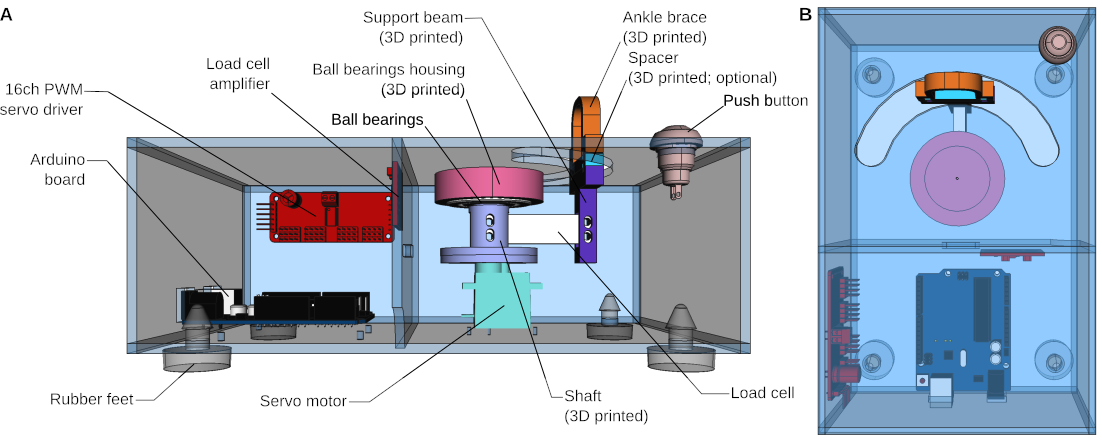 A
B
Support beam
(3D printed)
Ankle brace
(3D printed)
Spacer
(3D printed; optional)
Load cell
amplifier
Ball bearings housing
(3D printed)
16ch PWM
servo driver
Push button
Ball bearings
Arduino
board
Rubber feet
Servo motor
Shaft
(3D printed)
Load cell